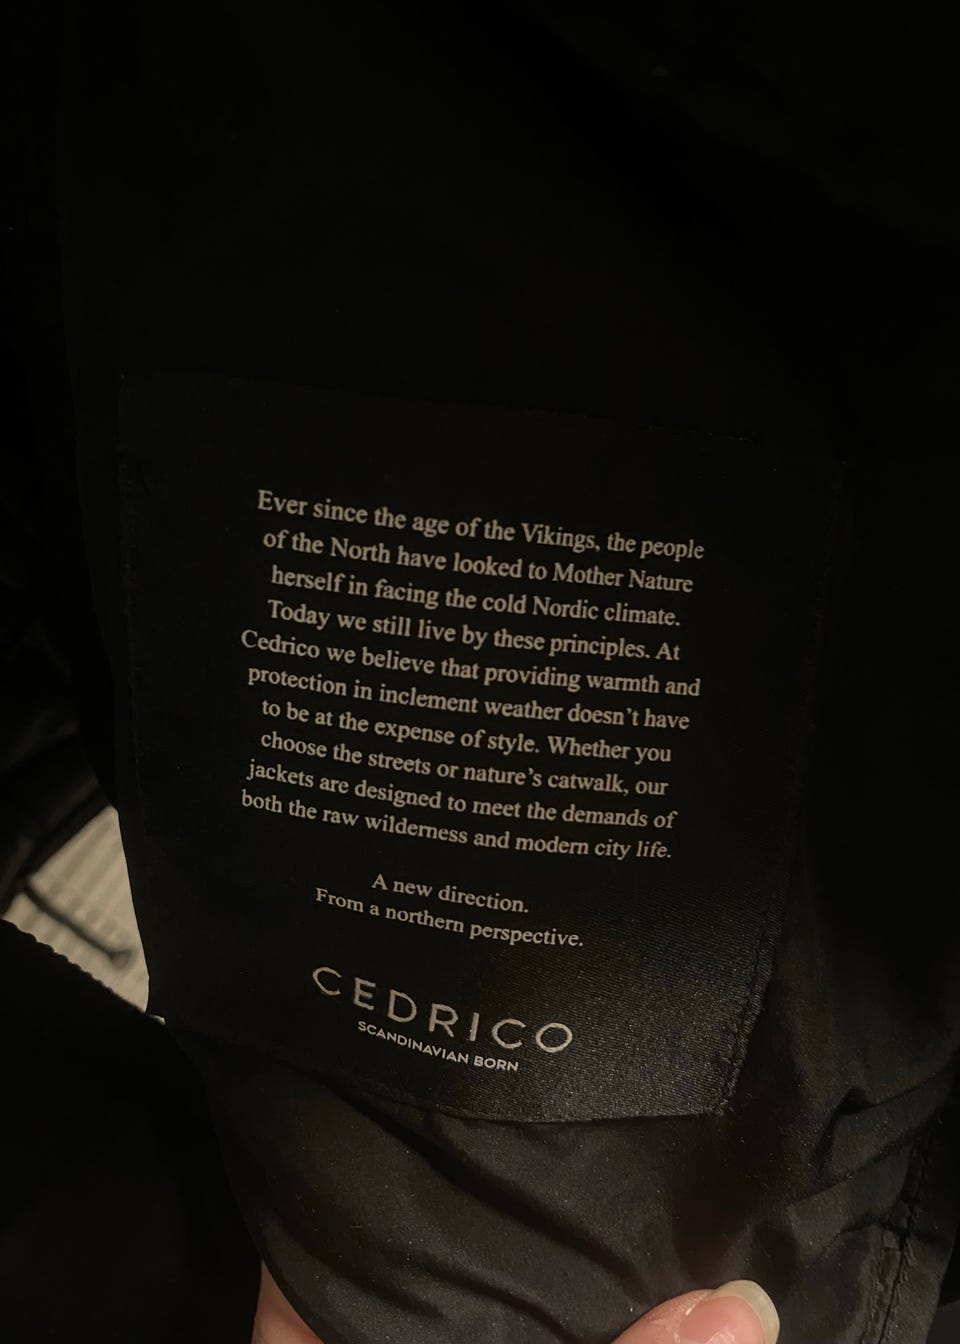 Ever since the age of the Vikings, the people
of the North have looked to Mother Nature
herself in facing the cold Nordic climate.
Today we still live by these principles. At
Cedrico we believe that providing warmth and
protection in inclement weather doesn't have
to be at the expense of style. Whether you
choose the streets or nature's catwalk, our
jackets are designed to meet the demands of
both the raw wilderness and modern city life.
A new direction.
From a northern perspective.
CEDRICO
SCANDINAVIAN BORN